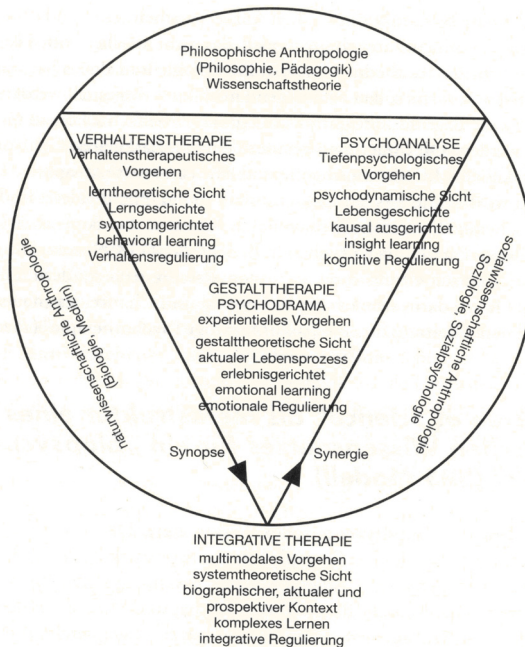 Philosophische Anthropologie
(Philosophie, Pädagogik)
Wissenschaftstheorie
VERHALTENSTHERAPIE
Verhaltenstherapeutisches
Vorgehen
lerntheoretische Sicht
Lerngeschichte
symptomgerichtet
behavioral learning
Verhaltensregulierung
PSYCHOANALYSE
Tiefenpsychologisches
Vorgehen
psychodynamische Sicht
Lebensgeschichte
kausal ausgerichtet
insight learning
kognitive Regulierung
naturwissenschaftliche Anthropologie
(Biologie, Medizin)
sozialwissenschaftliche Anthropologie
Soziologie, Sozialpsychologie
GESTALTTHERAPIE
PSYCHODRAMA
experientielles Vorgehen
gestalttheoretische Sicht
aktualer Lebensprozess
erlebnisgerichtet
emotional learning
emotionale Regulierung
Synopse
Synergie
INTEGRATIVE THERAPIE
multimodales Vorgehen
systemtheoretische Sicht
biographischer, aktualer und
prospektiver Kontext
komplexes Lernen
integrative Regulierung